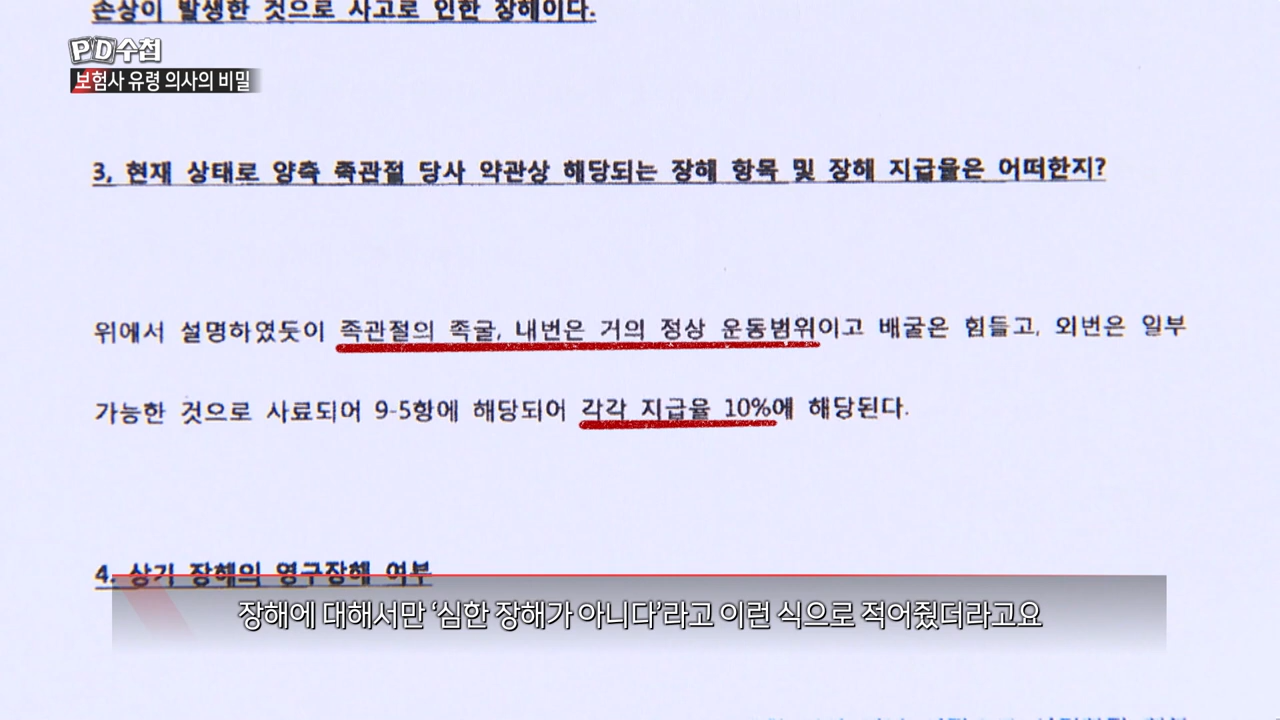 손상이 발생한 것으로 사고로 인한 장해이다.
PD수첩
보험사 유령 의사의 비밀
3, 현재 상태로 양측 족관절 당사 약관상 해당되는 장해 항목 및 장해 지급율은 어떠한지?
위에서 설명하였듯이 족관절의 족굴, 내번은 거의 정상 운동범위이고 배굴은 힘들고, 외번은 일부
가능한 것으로 사료되어 9-5항에 해당되어 각각 지급율 10%에 해당된다.
4. 상기 장해의 영구장해 여부
장해에 대해서만 ‘심한 장해가 아니다’라고 이런 식으로 적어줬더라고요